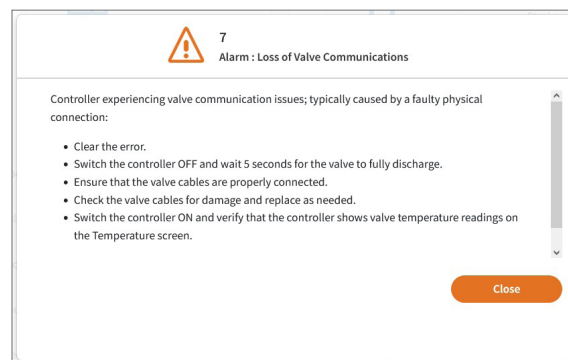 7
Alarm : Loss of Valve Communications
Controller experiencing valve communication issues; typically caused by a faulty physical
connection:
• Clear the error.
• Switch the controller OFF and wait 5 seconds for the valve to fully discharge.
• Ensure that the valve cables are properly connected.
• Check the valve cables for damage and replace as needed.
• Switch the controller ON and verify that the controller shows valve temperature readings on
the Temperature screen.
Close